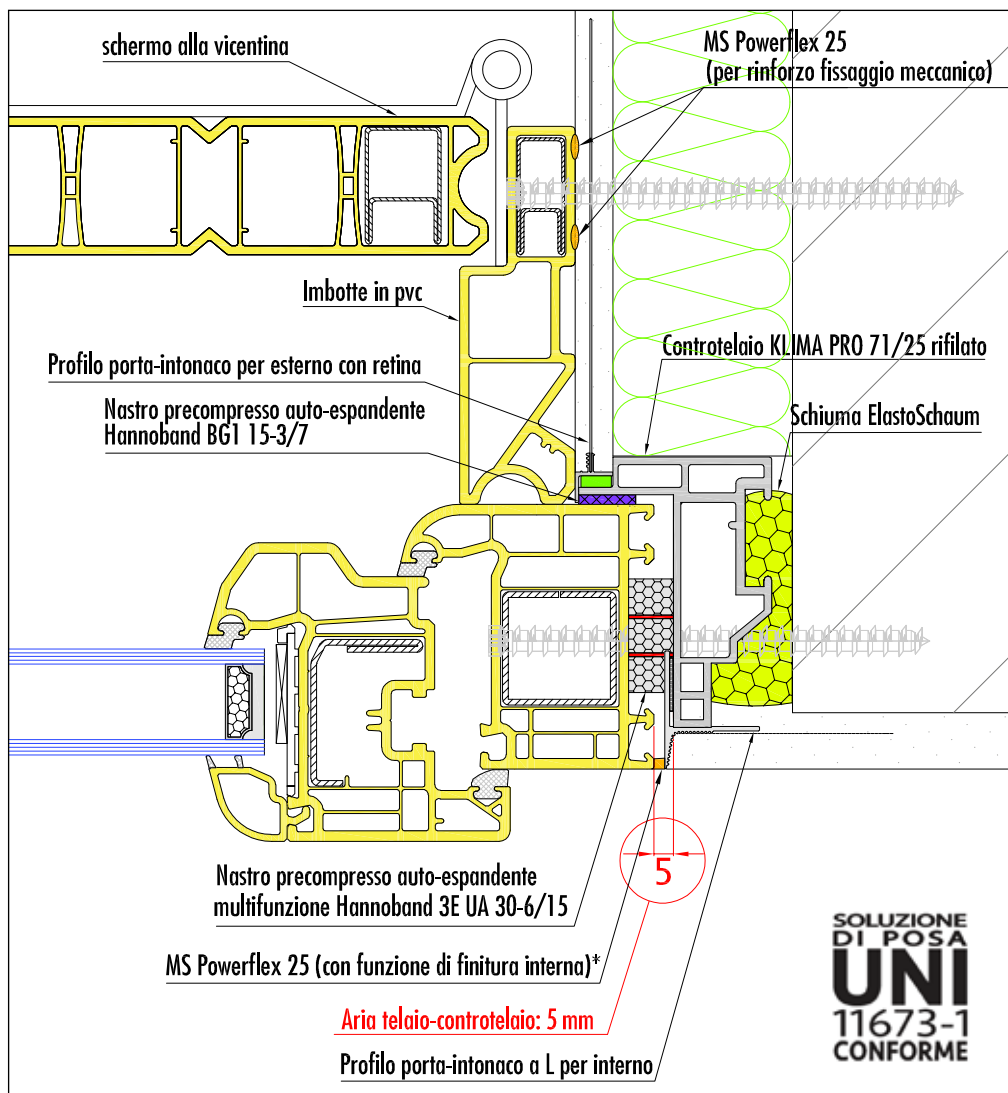 schermo alla vicentina
MS Powerflex 25
(per rinforzo fissaggio meccanico)
Imbotte in pvc
Controtelaio KLIMA PRO 71/25 rifilato
Profilo porta-intonaco per esterno con retina
Nastro precompresso auto-espandente
Hannoband BG1 15-3/7
Schiuma ElastoSchaum
5
Nastro precompresso auto-espandente
multifunzione Hannoband 3E UA 30-6/15
MS Powerflex 25 (con funzione di finitura interna)*
Aria telaio-controtelaio: 5 mm
Profilo porta-intonaco a L per interno
SOLUZIONE
DI POSA
UNI
11673-1
CONFORME